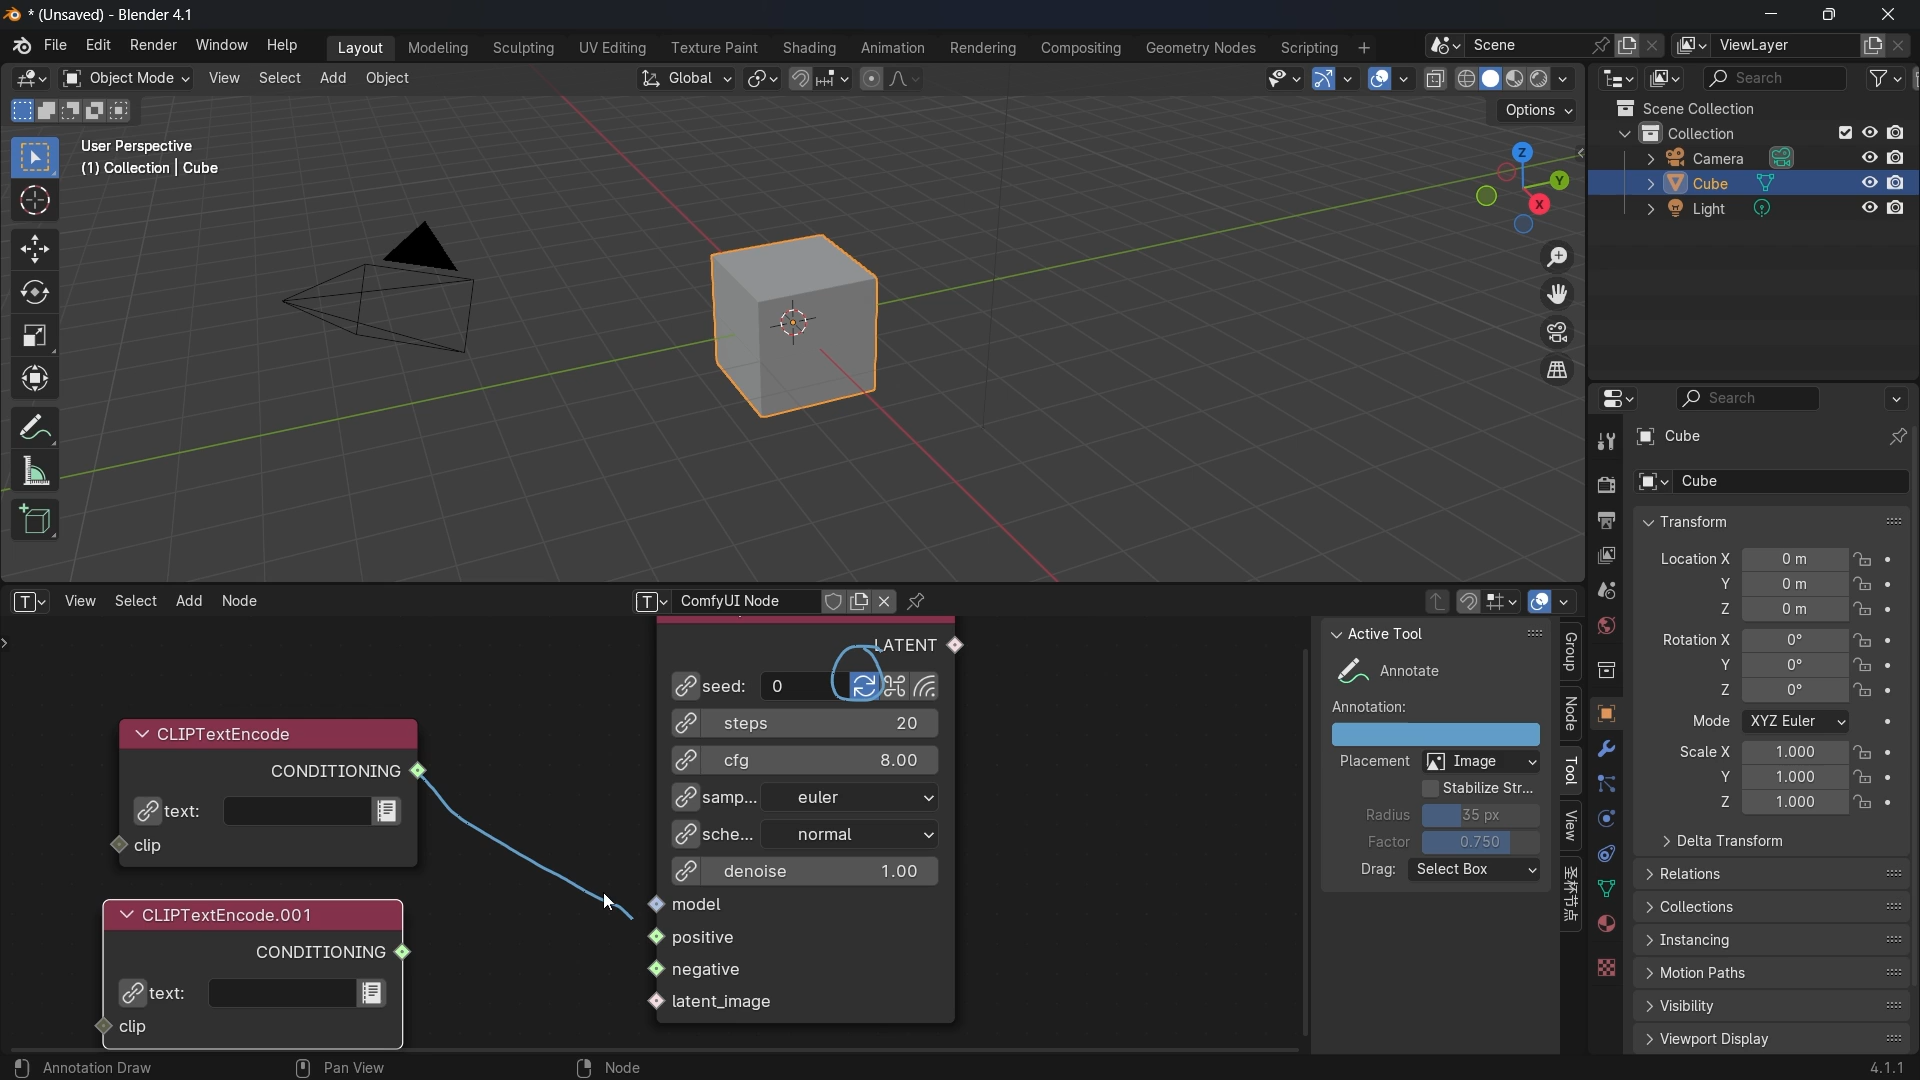 * (Unsaved) - Blender 4.1
File Edit Render Window Help Layout Modeling Sculpting UV Editing Texture Paint Shading Animation Rendering Compositing Geometry Nodes Scripting + Scene ViewLayer
Object Mode View Select Add Object Global Search
Options
User Perspective
(1) Collection | Cube
Z
Y
X
Scene Collection
Collection
Camera
Cube
Light
Search
Cube
Cube
Transform
Location X 0 m
Y 0 m
Z 0 m
Rotation X 0°
Y 0°
Z 0°
Mode XYZ Euler
Scale X 1.000
Y 1.000
Z 1.000
Delta Transform
Relations
Collections
Instancing
Motion Paths
Visibility
Viewport Display
View Select Add Node ComfyUI Node
CLIPTextEncode
CONDITIONING
text:
clip
CLIPTextEncode.001
CONDITIONING
text:
clip
LATENT
seed: 0
steps 20
cfg 8.00
samp... euler
sche... normal
denoise 1.00
model
positive
negative
latent_image
Active Tool
Annotate
Annotation:
Placement Image
Stabilize Str...
Radius 35 px
Factor 0.750
Drag: Select Box
Group
Node
Tool
View
圣杯节点
Annotation Draw Pan View Node 4.1.1